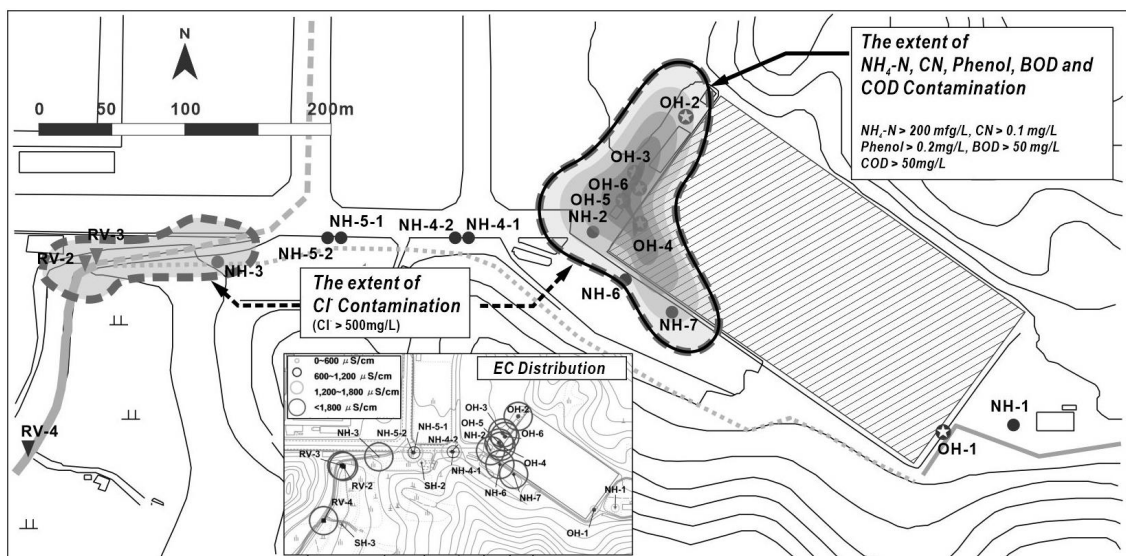 N
0 50 100 200m
The extent of
NH4-N, CN, Phenol, BOD and
COD Contamination
NH4-N > 200 mfg/L, CN > 0.1 mg/L
Phenol > 0.2mg/L, BOD > 50 mg/L
COD > 50mg/L
OH-2
OH-3
OH-6
OH-5
NH-2
OH-4
NH-6
NH-7
NH-5-1
NH-4-2
NH-4-1
NH-5-2
RV-3
RV-2
NH-3
The extent of
Cl- Contamination
(Cl- > 500mg/L)
RV-4
NH-1
OH-1
EC Distribution
0~600 μ S/cm
600~1,200 μ S/cm
1,200~1,800 μ S/cm
<1,800 μ S/cm
OH-3
OH-2
OH-5
NH-5-1
NH-2
OH-6
NH-3
NH-5-2
NH-4-2
RV-3
OH-4
RV-2
NH-4-1
SH-2
NH-6
NH-7
NH-1
RV-4
OH-1
SH-3